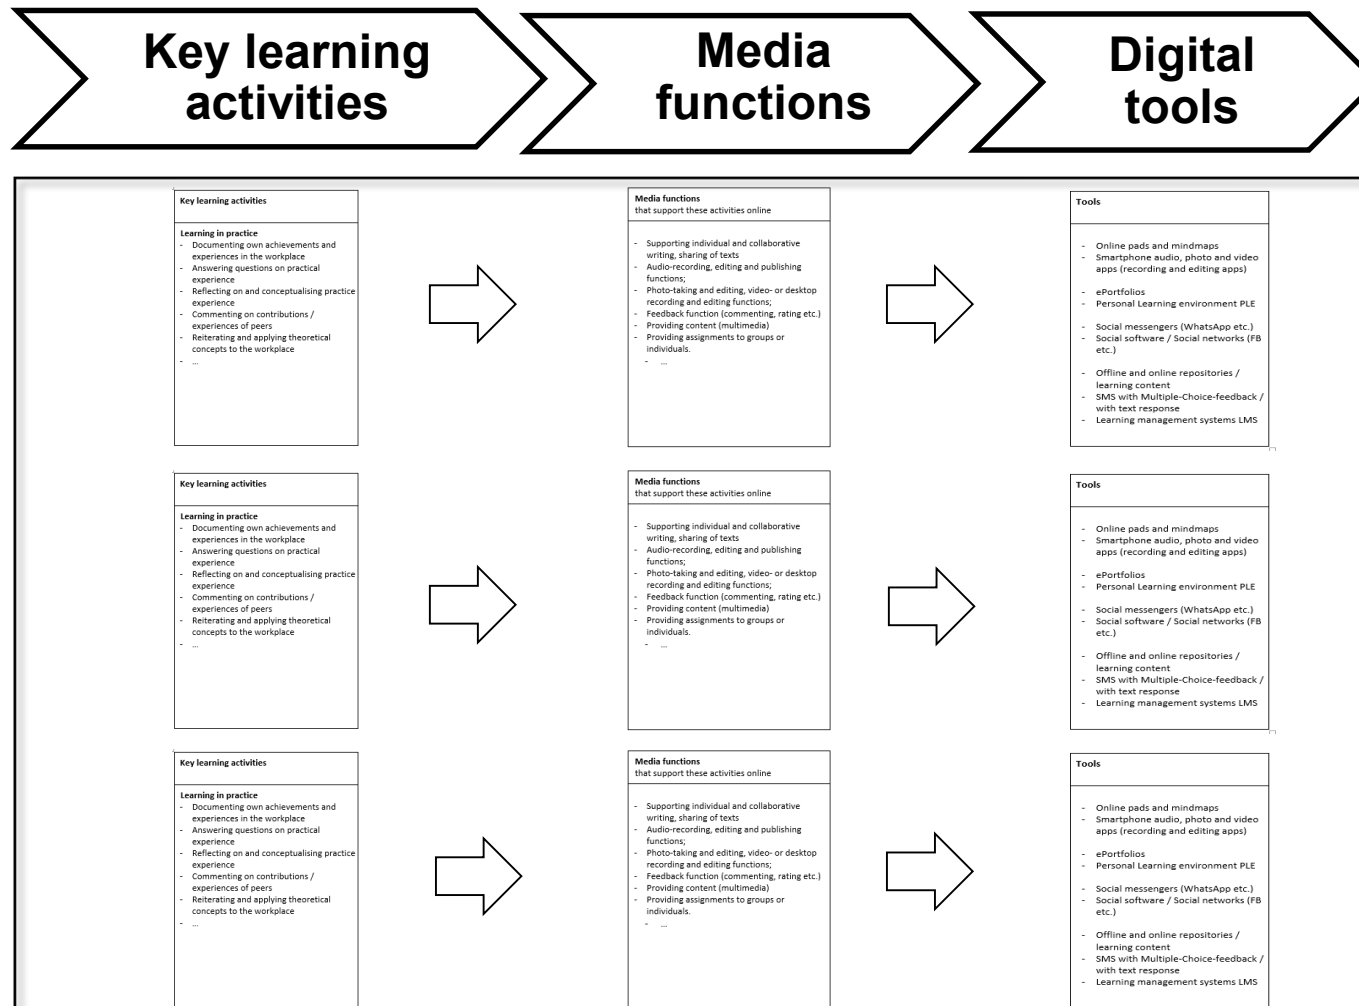 Key learning
activities
Media
functions
Digital
tools
Key learning activities
Learning in practice
- Documenting own achievements and
experiences in the workplace
- Answering questions on practical
experience
- Reflecting on and conceptualising practice
experience
- Commenting on contributions /
experiences of peers
- Reiterating and applying theoretical
concepts to the workplace
- ...
Media functions
that support these activities online
- Supporting individual and collaborative
writing, sharing of texts
- Audio-recording, editing and publishing
functions;
- Photo-taking and editing, video- or desktop
recording and editing functions;
- Feedback function (commenting, rating etc.)
- Providing content (multimedia)
- Providing assignments to groups or
individuals.
- ...
Tools
- Online pads and mindmaps
- Smartphone audio, photo and video
apps (recording and editing apps)
- ePortfolios
- Personal Learning environment PLE
- Social messengers (WhatsApp etc.)
- Social software / Social networks (FB
etc.)
- Offline and online repositories /
learning content
- SMS with Multiple-Choice-feedback /
with text response
- Learning management systems LMS
Key learning activities
Learning in practice
- Documenting own achievements and
experiences in the workplace
- Answering questions on practical
experience
- Reflecting on and conceptualising practice
experience
- Commenting on contributions /
experiences of peers
- Reiterating and applying theoretical
concepts to the workplace
- ...
Media functions
that support these activities online
- Supporting individual and collaborative
writing, sharing of texts
- Audio-recording, editing and publishing
functions;
- Photo-taking and editing, video- or desktop
recording and editing functions;
- Feedback function (commenting, rating etc.)
- Providing content (multimedia)
- Providing assignments to groups or
individuals.
- ...
Tools
- Online pads and mindmaps
- Smartphone audio, photo and video
apps (recording and editing apps)
- ePortfolios
- Personal Learning environment PLE
- Social messengers (WhatsApp etc.)
- Social software / Social networks (FB
etc.)
- Offline and online repositories /
learning content
- SMS with Multiple-Choice-feedback /
with text response
- Learning management systems LMS
Key learning activities
Learning in practice
- Documenting own achievements and
experiences in the workplace
- Answering questions on practical
experience
- Reflecting on and conceptualising practice
experience
- Commenting on contributions /
experiences of peers
- Reiterating and applying theoretical
concepts to the workplace
- ...
Media functions
that support these activities online
- Supporting individual and collaborative
writing, sharing of texts
- Audio-recording, editing and publishing
functions;
- Photo-taking and editing, video- or desktop
recording and editing functions;
- Feedback function (commenting, rating etc.)
- Providing content (multimedia)
- Providing assignments to groups or
individuals.
- ...
Tools
- Online pads and mindmaps
- Smartphone audio, photo and video
apps (recording and editing apps)
- ePortfolios
- Personal Learning environment PLE
- Social messengers (WhatsApp etc.)
- Social software / Social networks (FB
etc.)
- Offline and online repositories /
learning content
- SMS with Multiple-Choice-feedback /
with text response
- Learning management systems LMS